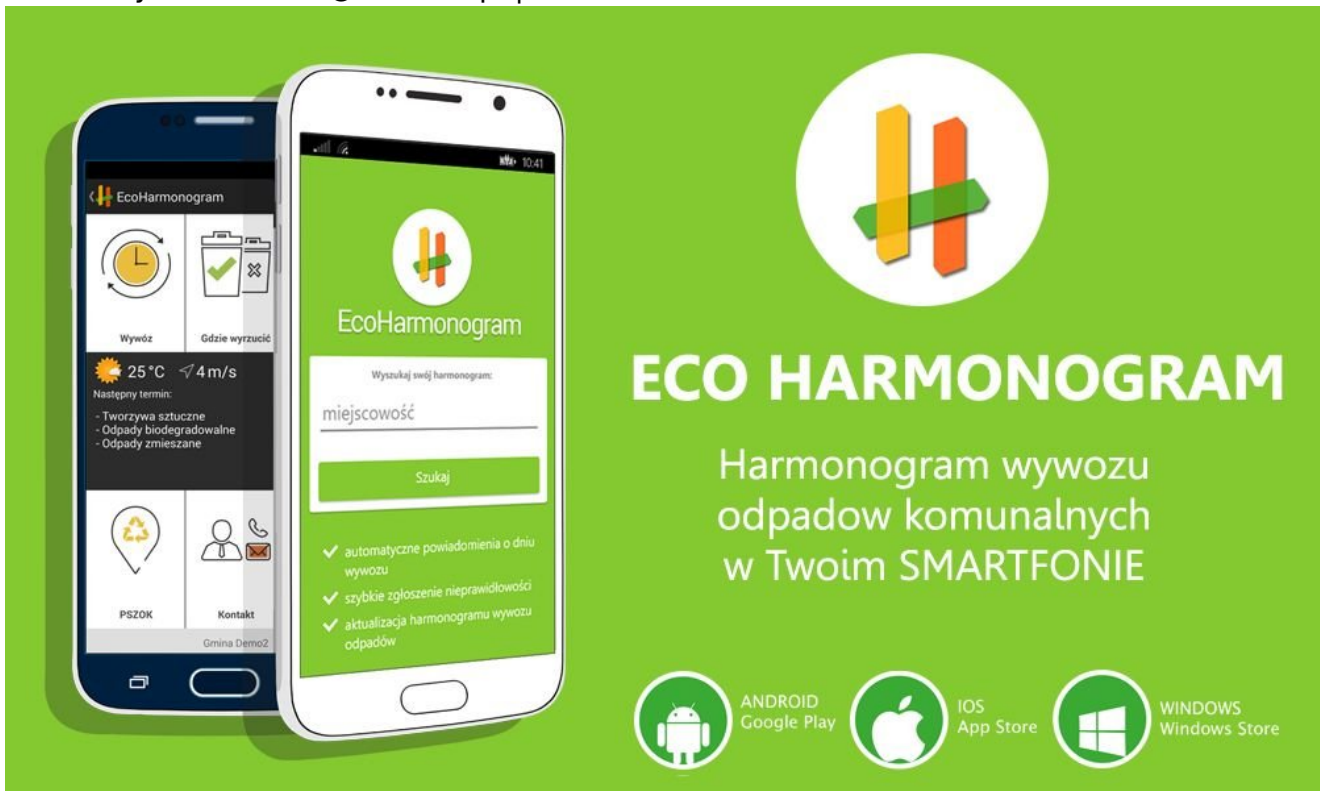 EcoHarmonogram
Wywóz
Gdzie wyrzucić
25°C
4m/s
Następny termin:
- Tworzywa sztuczne
- Odpady biodegradowalne
- Odpady zmieszane
PSZOK
Kontakt
Gmina Demo2
10:41
EcoHarmonogram
Wyszukaj swój harmonogram:
miejscowość
Szukaj
automatyczne powiadomienia o dniu
wywozu
szybkie zgłoszenie nieprawidłowości
aktualizacja harmonogramu wywozu
odpadów
ECO HARMONOGRAM
Harmonogram wywozu
odpadow komunalnych
w Twoim SMARTFONIE
ANDROID
Google Play
IOS
App Store
WINDOWS
Windows Store